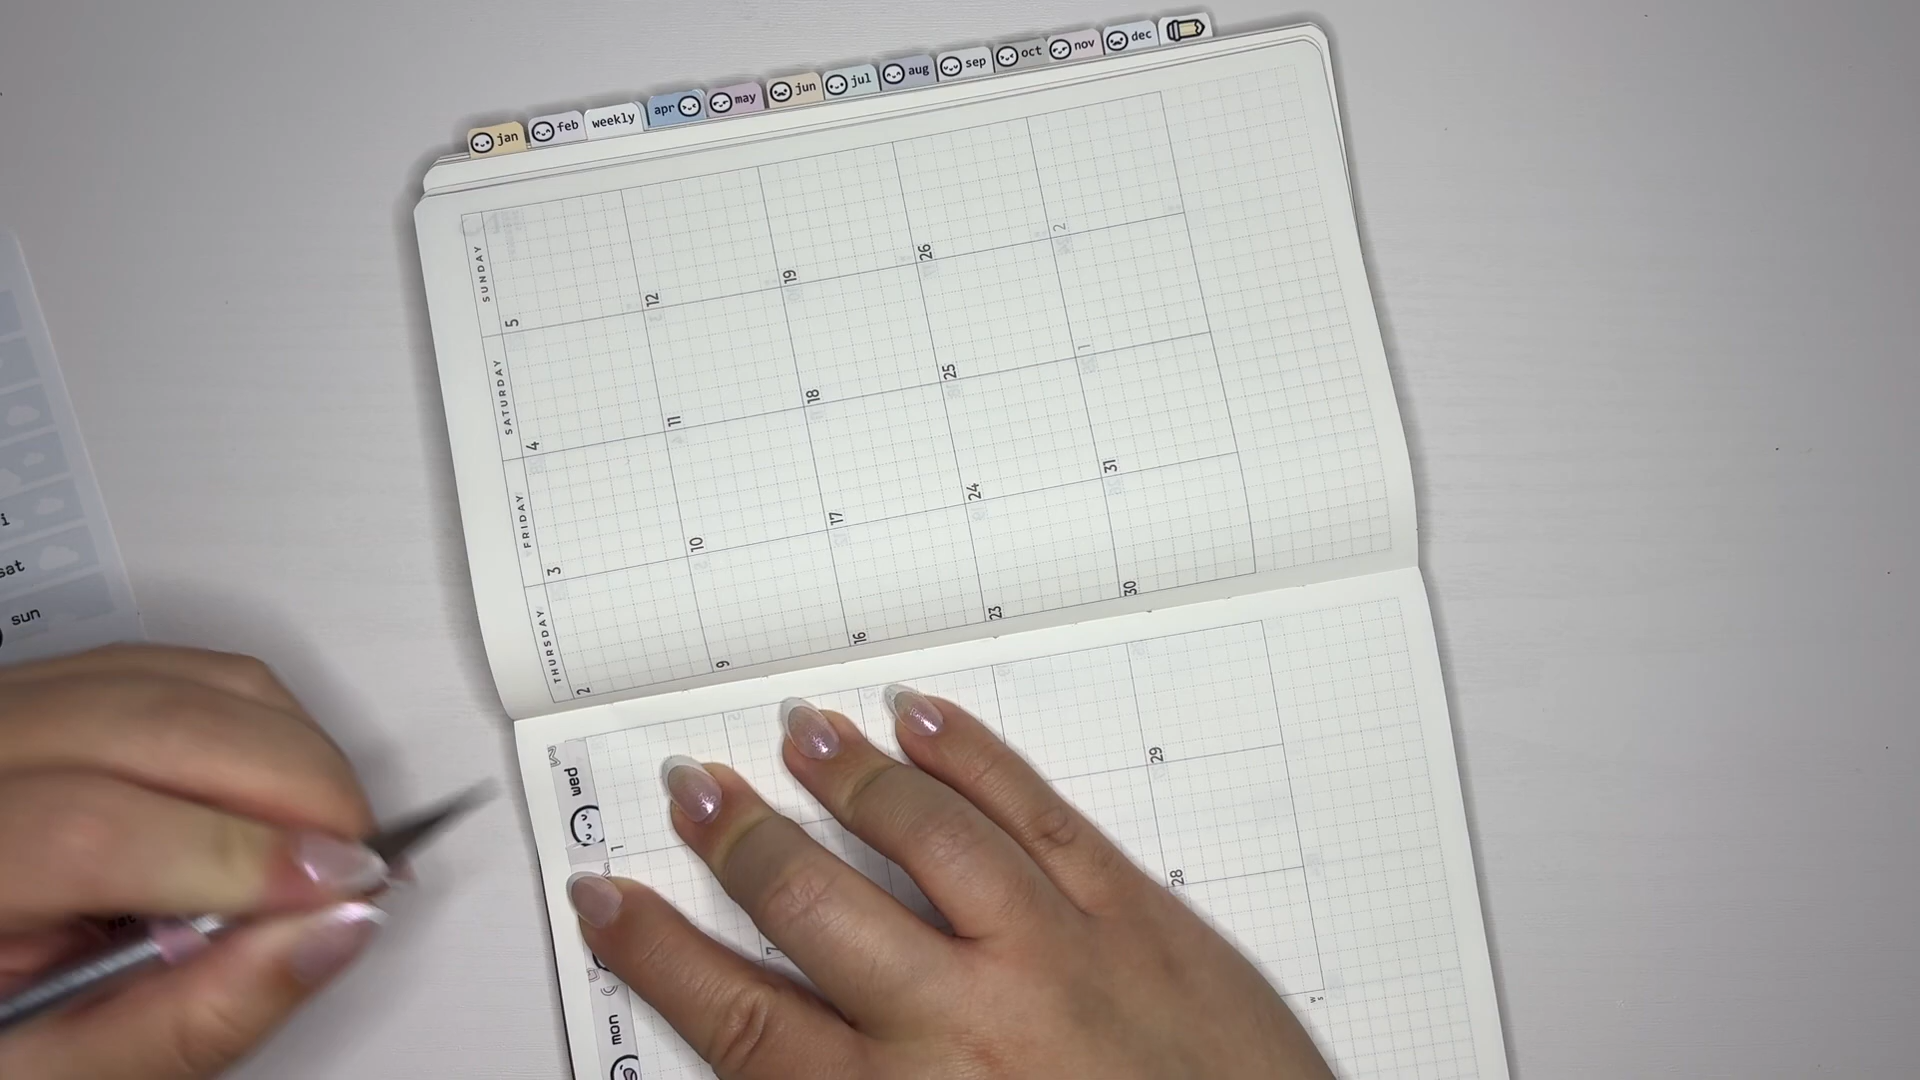 jan
feb
weekly
apr
may
jun
jul
aug
sep
oct
nov
dec
SUNDAY
5
12
19
26
2
SATURDAY
4
11
18
25
1
FRIDAY
3
10
17
24
31
THURSDAY
2
9
16
23
30
wed
1
29
7
28
mon
sat
sun
sat